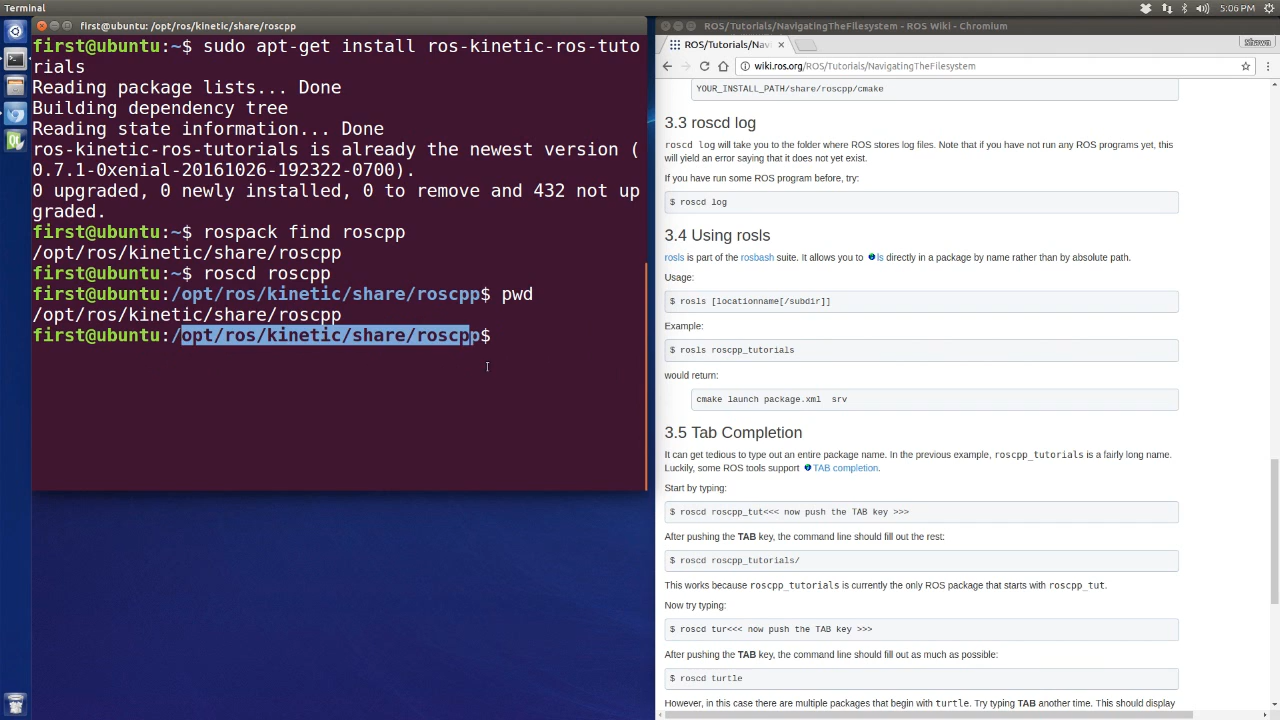 Terminal
5:06 PM
first@ubuntu: /opt/ros/kinetic/share/roscpp
first@ubuntu:~$ sudo apt-get install ros-kinetic-ros-tuto
rials
Reading package lists... Done
Building dependency tree
Reading state information... Done
ros-kinetic-ros-tutorials is already the newest version (
0.7.1-0xenial-20161026-192322-0700).
0 upgraded, 0 newly installed, 0 to remove and 432 not up
graded.
first@ubuntu:~$ rospack find roscpp
/opt/ros/kinetic/share/roscpp
first@ubuntu:~$ roscd roscpp
first@ubuntu:/opt/ros/kinetic/share/roscpp$ pwd
/opt/ros/kinetic/share/roscpp
first@ubuntu:/opt/ros/kinetic/share/roscpp$
ROS/Tutorials/NavigatingTheFilesystem - ROS Wiki - Chromium
ROS/Tutorials/Navi
Shawn
wiki.ros.org/ROS/Tutorials/NavigatingTheFilesystem
YOUR_INSTALL_PATH/share/roscpp/cmake
3.3 roscd log
roscd log will take you to the folder where ROS stores log files. Note that if you have not run any ROS programs yet, this
will yield an error saying that it does not yet exist.
If you have run some ROS program before, try:
$ roscd log
3.4 Using rosls
rosls is part of the rosbash suite. It allows you to ls directly in a package by name rather than by absolute path.
Usage:
$ rosls [locationname[/subdir]]
Example:
$ rosls roscpp_tutorials
would return:
cmake launch package.xml  srv
3.5 Tab Completion
It can get tedious to type out an entire package name. In the previous example, roscpp_tutorials is a fairly long name.
Luckily, some ROS tools support TAB completion.
Start by typing:
$ roscd roscpp_tut<<< now push the TAB key >>>
After pushing the TAB key, the command line should fill out the rest:
$ roscd roscpp_tutorials/
This works because roscpp_tutorials is currently the only ROS package that starts with roscpp_tut.
Now try typing:
$ roscd tur<<< now push the TAB key >>>
After pushing the TAB key, the command line should fill out as much as possible:
$ roscd turtle
However, in this case there are multiple packages that begin with turtle. Try typing TAB another time. This should display